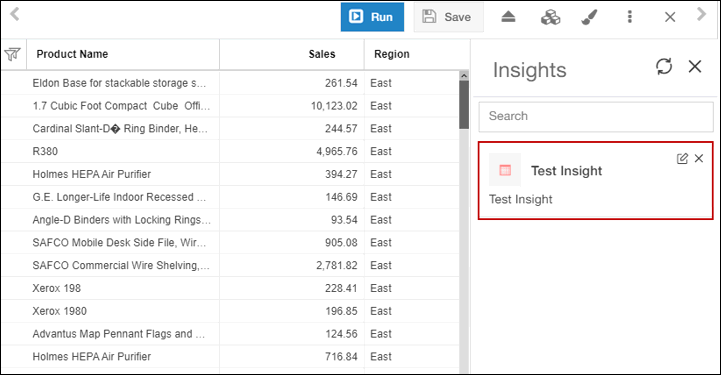 Run Save
Product Name Sales Region
Eldon Base for stackable storage s... 261.54 East
1.7 Cubic Foot Compact Cube Offi... 10,123.02 East
Cardinal Slant-D� Ring Binder, He... 244.57 East
R380 4,965.76 East
Holmes HEPA Air Purifier 394.27 East
G.E. Longer-Life Indoor Recessed ... 146.69 East
Angle-D Binders with Locking Rings... 93.54 East
SAFCO Mobile Desk Side File, Wir... 905.08 East
SAFCO Commercial Wire Shelving,... 2,781.82 East
Xerox 198 228.41 East
Xerox 1980 196.85 East
Advantus Map Pennant Flags and ... 124.56 East
Holmes HEPA Air Purifier 716.84 East
Insights
Search
Test Insight
Test Insight